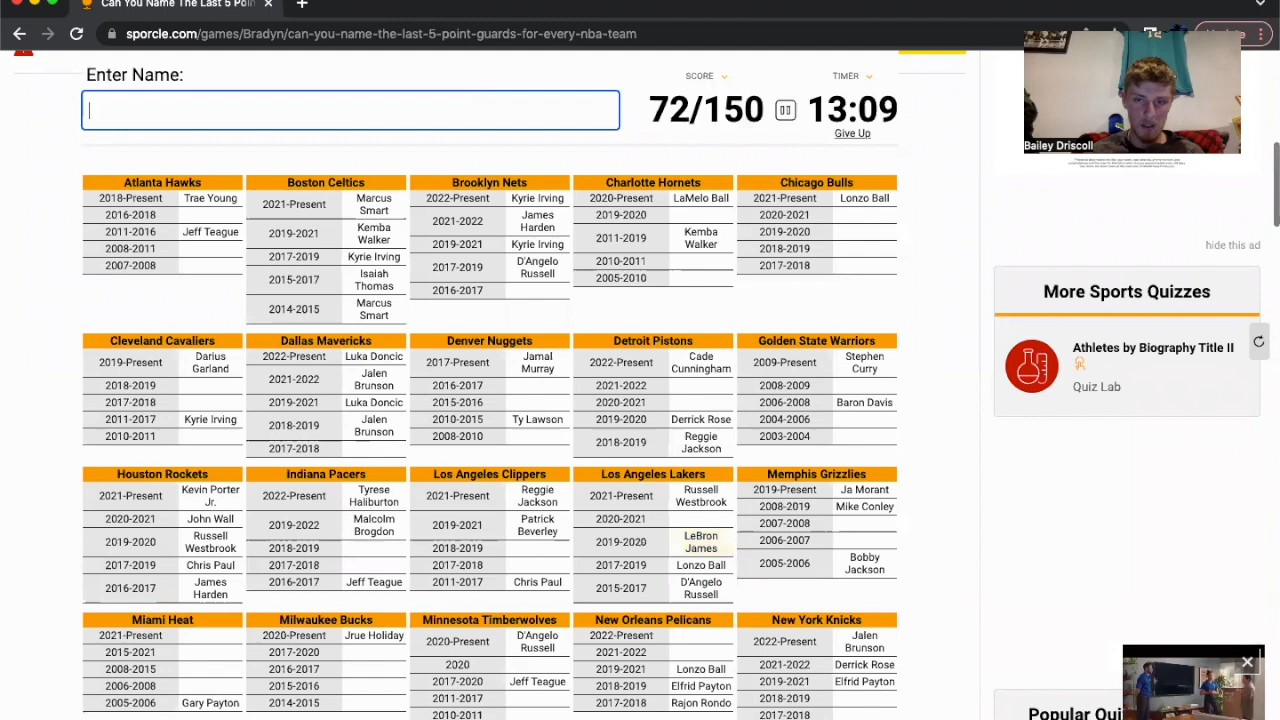 Can You Name The Last 5 Poin
sporcle.com/games/Bradyn/can-you-name-the-last-5-point-guards-for-every-nba-team
Enter Name:
SCORE
TIMER
72/150
13:09
Give Up
Bailey Driscoll
hide this ad
More Sports Quizzes
Athletes by Biography Title II
Quiz Lab
Popular Qui
Atlanta Hawks
2018-Present Trae Young
2016-2018
2011-2016 Jeff Teague
2008-2011
2007-2008
Boston Celtics
2021-Present Marcus Smart
2019-2021 Kemba Walker
2017-2019 Kyrie Irving
2015-2017 Isaiah Thomas
2014-2015 Marcus Smart
Brooklyn Nets
2022-Present Kyrie Irving
2021-2022 James Harden
2019-2021 Kyrie Irving
2017-2019 D'Angelo Russell
2016-2017
Charlotte Hornets
2020-Present LaMelo Ball
2019-2020
2011-2019 Kemba Walker
2010-2011
2005-2010
Chicago Bulls
2021-Present Lonzo Ball
2020-2021
2019-2020
2018-2019
2017-2018
Cleveland Cavaliers
2019-Present Darius Garland
2018-2019
2017-2018
2011-2017 Kyrie Irving
2010-2011
Dallas Mavericks
2022-Present Luka Doncic
2021-2022 Jalen Brunson
2019-2021 Luka Doncic
2018-2019 Jalen Brunson
2017-2018
Denver Nuggets
2017-Present Jamal Murray
2016-2017
2015-2016
2010-2015 Ty Lawson
2008-2010
Detroit Pistons
2022-Present Cade Cunningham
2021-2022
2020-2021
2019-2020 Derrick Rose
2018-2019 Reggie Jackson
Golden State Warriors
2009-Present Stephen Curry
2008-2009
2006-2008 Baron Davis
2004-2006
2003-2004
Houston Rockets
2021-Present Kevin Porter Jr.
2020-2021 John Wall
2019-2020 Russell Westbrook
2017-2019 Chris Paul
2016-2017 James Harden
Indiana Pacers
2022-Present Tyrese Haliburton
2019-2022 Malcolm Brogdon
2018-2019
2017-2018
2016-2017 Jeff Teague
Los Angeles Clippers
2021-Present Reggie Jackson
2019-2021 Patrick Beverley
2018-2019
2017-2018
2011-2017 Chris Paul
Los Angeles Lakers
2021-Present Russell Westbrook
2020-2021
2019-2020 LeBron James
2017-2019 Lonzo Ball
2015-2017 D'Angelo Russell
Memphis Grizzlies
2019-Present Ja Morant
2008-2019 Mike Conley
2007-2008
2006-2007
2005-2006 Bobby Jackson
Miami Heat
2021-Present
2015-2021
2008-2015
2006-2008
2005-2006 Gary Payton
Milwaukee Bucks
2020-Present Jrue Holiday
2017-2020
2016-2017
2015-2016
2014-2015
Minnesota Timberwolves
2020-Present D'Angelo Russell
2020
2017-2020 Jeff Teague
2011-2017
2010-2011
New Orleans Pelicans
2022-Present
2021-2022
2019-2021 Lonzo Ball
2018-2019 Elfrid Payton
2017-2018 Rajon Rondo
New York Knicks
2022-Present Jalen Brunson
2021-2022 Derrick Rose
2019-2021 Elfrid Payton
2018-2019
2017-2018